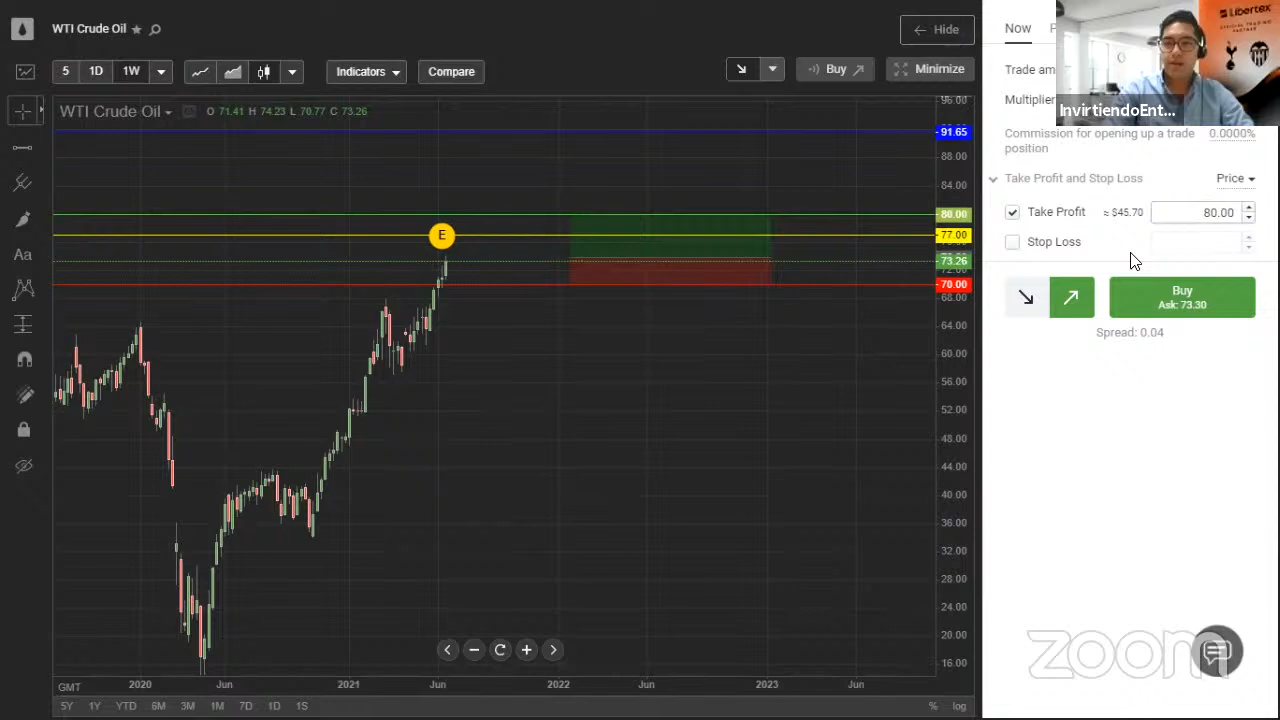 WTI Crude Oil
Hide
5 1D 1W
Indicators
Compare
Buy
Minimize
WTI Crude Oil
O 71.41 H 74.23 L 70.77 C 73.26
96.00
91.65
88.00
84.00
80.00
77.00
73.26
70.00
68.00
64.00
60.00
56.00
52.00
48.00
44.00
40.00
36.00
32.00
28.00
24.00
20.00
16.00
E
Aa
GMT
2020 Jun 2021 Jun 2022 Jun 2023 Jun
5Y 1Y YTD 6M 3M 1M 7D 1D 1S
% log
Now
Trade am
Multiplier
Libertex
OFFICIAL TRADING
PARTNER
InvirtiendoEnt...
Commission for opening up a trade position 0.0000%
Take Profit and Stop Loss Price
Take Profit ≈ $45.70 80.00
Stop Loss
Buy
Ask: 73.30
Spread: 0.04
zoom